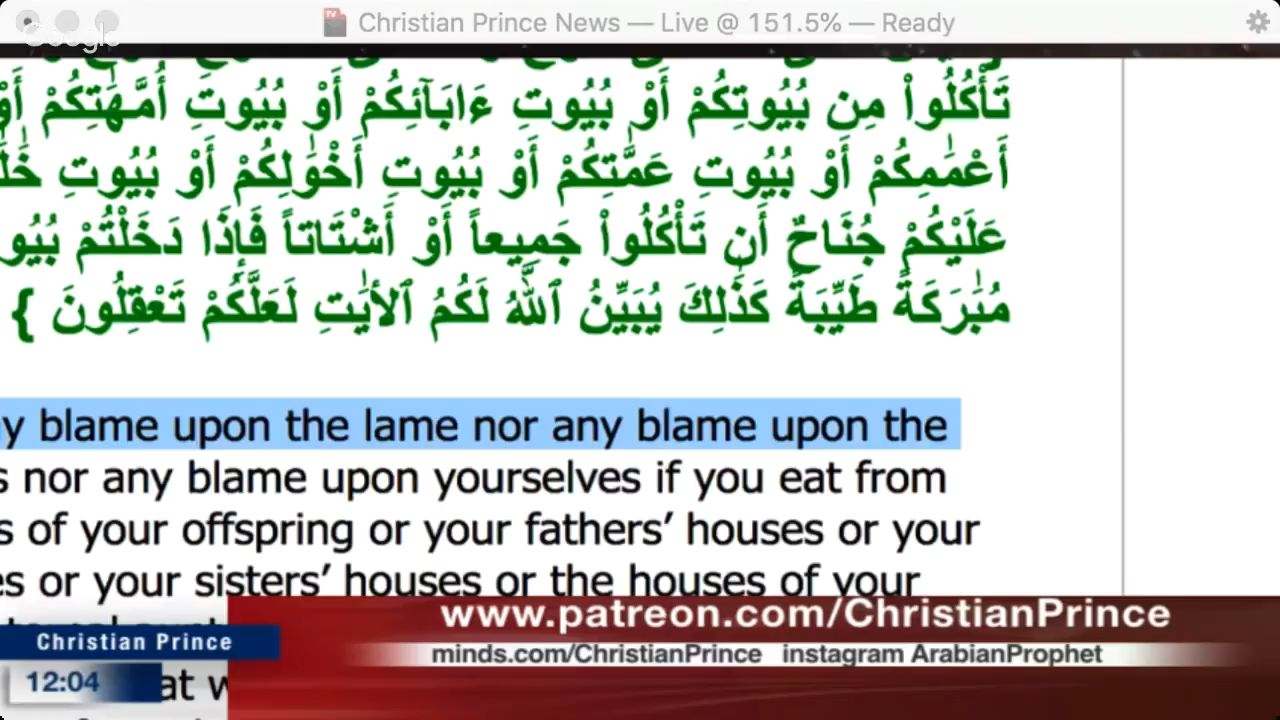 Christian Prince News — Live @ 151.5% — Ready
Google
تَأْكُلُواْ مِن بُيُوتِكُمْ أَوْ بُيُوتِ ءَابَآئِكُمْ أَوْ بُيُوتِ أُمَّهَٰتِكُمْ أَوْ
أَعْمَٰمِكُمْ أَوْ بُيُوتِ عَمَّٰتِكُمْ أَوْ بُيُوتِ أَخْوَٰلِكُمْ أَوْ بُيُوتِ
عَلَيْكُمْ جُنَاحٌ أَن تَأْكُلُواْ جَمِيعاً أَوْ أَشْتَاتاً فَإِذَا دَخَلْتُمْ
مُبَٰرَكَةً طَيِّبَةً كَذَٰلِكَ يُبَيِّنُ ٱللَّهُ لَكُمُ ٱلأيَٰتِ لَعَلَّكُمْ تَعْقِلُونَ }
blame upon the lame nor any blame upon the
nor any blame upon yourselves if you eat from
of your offspring or your fathers’ houses or your
or your sisters’ houses or the houses of your
www.patreon.com/ChristianPrince
Christian Prince
minds.com/ChristianPrince instagram ArabianProphet
12:04